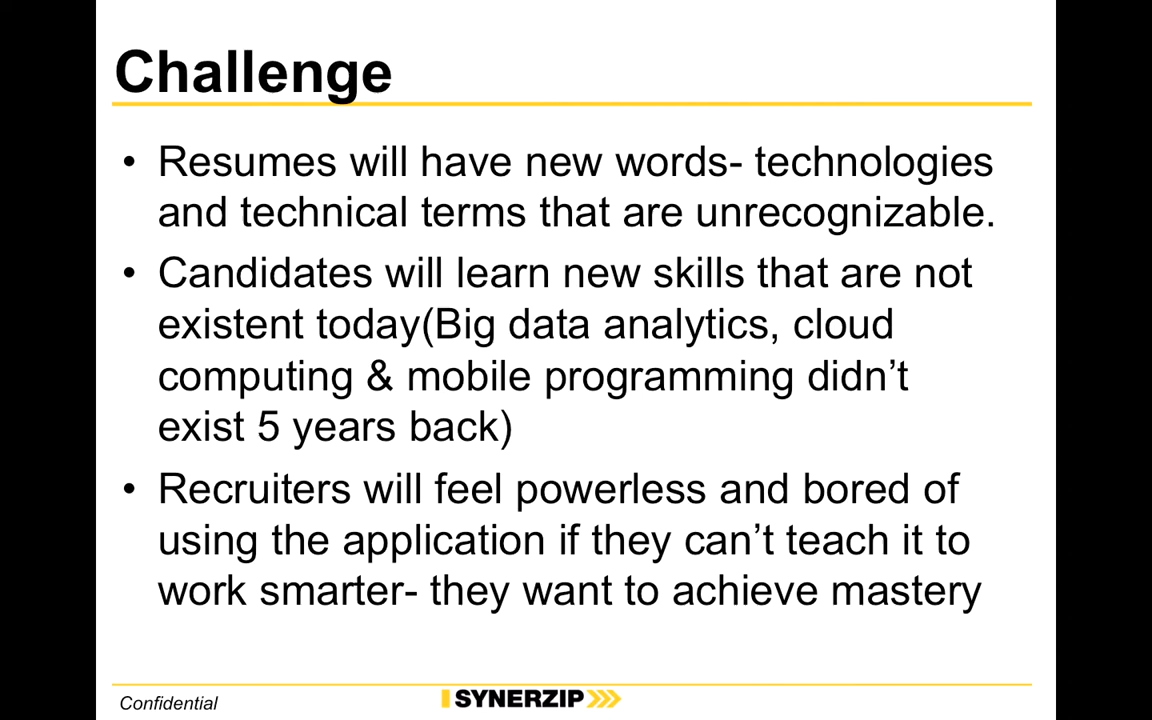 Challenge
• Resumes will have new words- technologies
and technical terms that are unrecognizable.
• Candidates will learn new skills that are not
existent today(Big data analytics, cloud
computing & mobile programming didn’t
exist 5 years back)
• Recruiters will feel powerless and bored of
using the application if they can’t teach it to
work smarter- they want to achieve mastery
Confidential
SYNERZIP